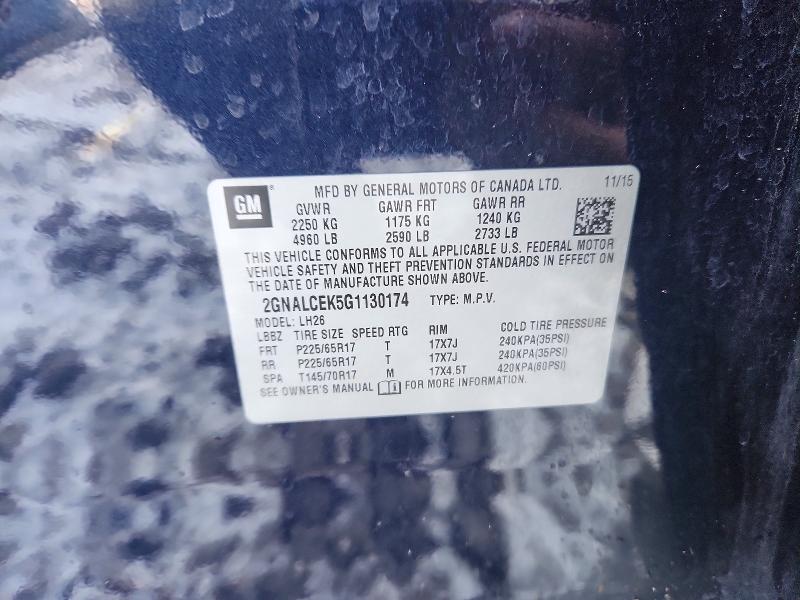 GM ®
MFD BY GENERAL MOTORS OF CANADA LTD. 11/15
GVWR GAWR FRT GAWR RR
2250 KG 1175 KG 1240 KG
4960 LB 2590 LB 2733 LB
THIS VEHICLE CONFORMS TO ALL APPLICABLE U.S. FEDERAL MOTOR
VEHICLE SAFETY AND THEFT PREVENTION STANDARDS IN EFFECT ON
THE DATE OF MANUFACTURE SHOWN ABOVE.
2GNALCEK5G1130174 TYPE: M.P.V.
MODEL: LH26
LBBZ TIRE SIZE SPEED RTG RIM COLD TIRE PRESSURE
FRT P225/65R17 T 17X7J 240KPA(35PSI)
RR P225/65R17 T 17X7J 240KPA(35PSI)
SPA T145/70R17 M 17X4.5T 420KPA(60PSI)
SEE OWNER'S MANUAL FOR MORE INFORMATION.